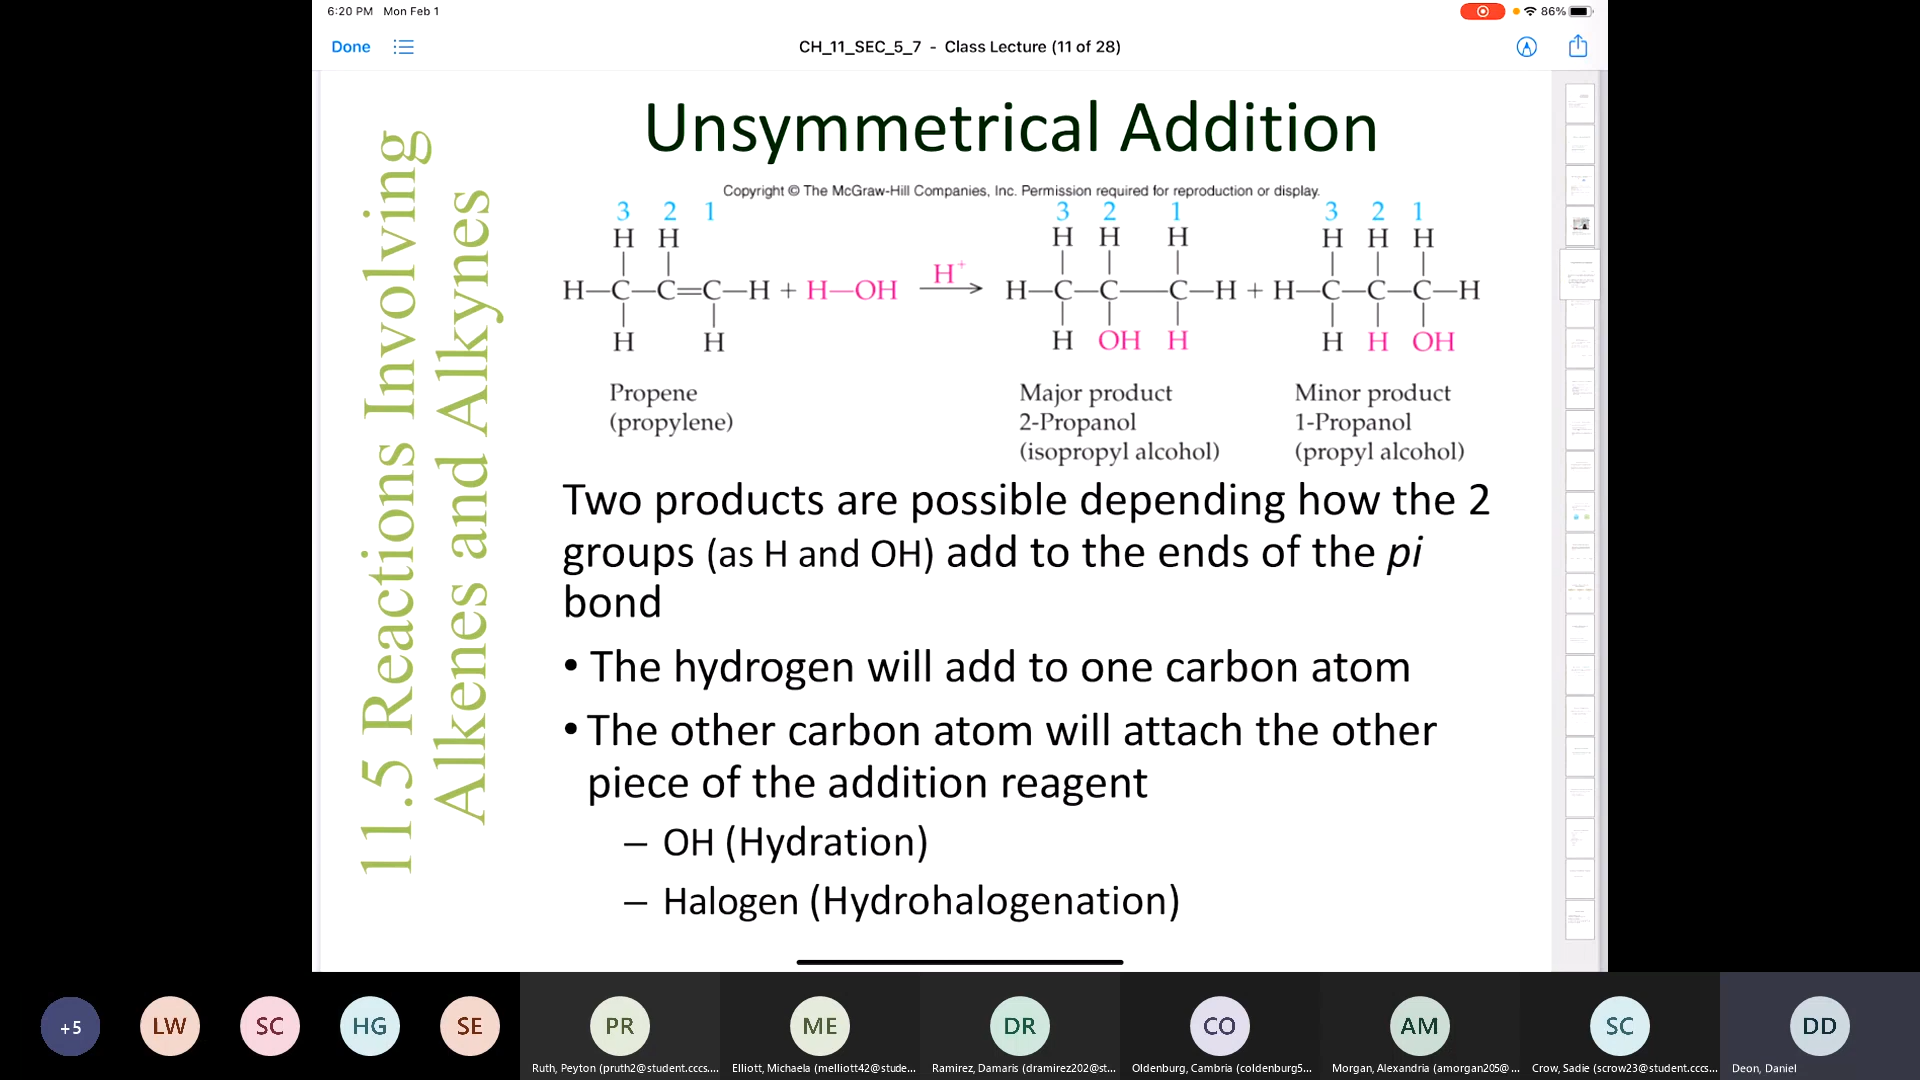 6:20 PM Mon Feb 1
86%
Done
CH_11_SEC_5_7 - Class Lecture (11 of 28)
11.5 Reactions Involving
Alkenes and Alkynes
Unsymmetrical Addition
Copyright © The McGraw-Hill Companies, Inc. Permission required for reproduction or display.
3 2 1 3 2 1 3 2 1
H H H H H H H H
H—C—C=C—H + H—OH H⁺ → H—C—C—C—H + H—C—C—C—H
H H H OH H H H OH
Propene Major product Minor product
(propylene) 2-Propanol 1-Propanol
(isopropyl alcohol) (propyl alcohol)
Two products are possible depending how the 2
groups (as H and OH) add to the ends of the pi
bond
• The hydrogen will add to one carbon atom
• The other carbon atom will attach the other
piece of the addition reagent
– OH (Hydration)
– Halogen (Hydrohalogenation)
+5 LW SC HG SE PR ME DR CO AM SC DD
Ruth, Peyton (pruth2@student.cccs.... Elliott, Michaela (melliott42@stude... Ramirez, Damaris (dramirez202@st... Oldenburg, Cambria (coldenburg5... Morgan, Alexandria (amorgan205@... Crow, Sadie (scrow23@student.cccs... Deon, Daniel